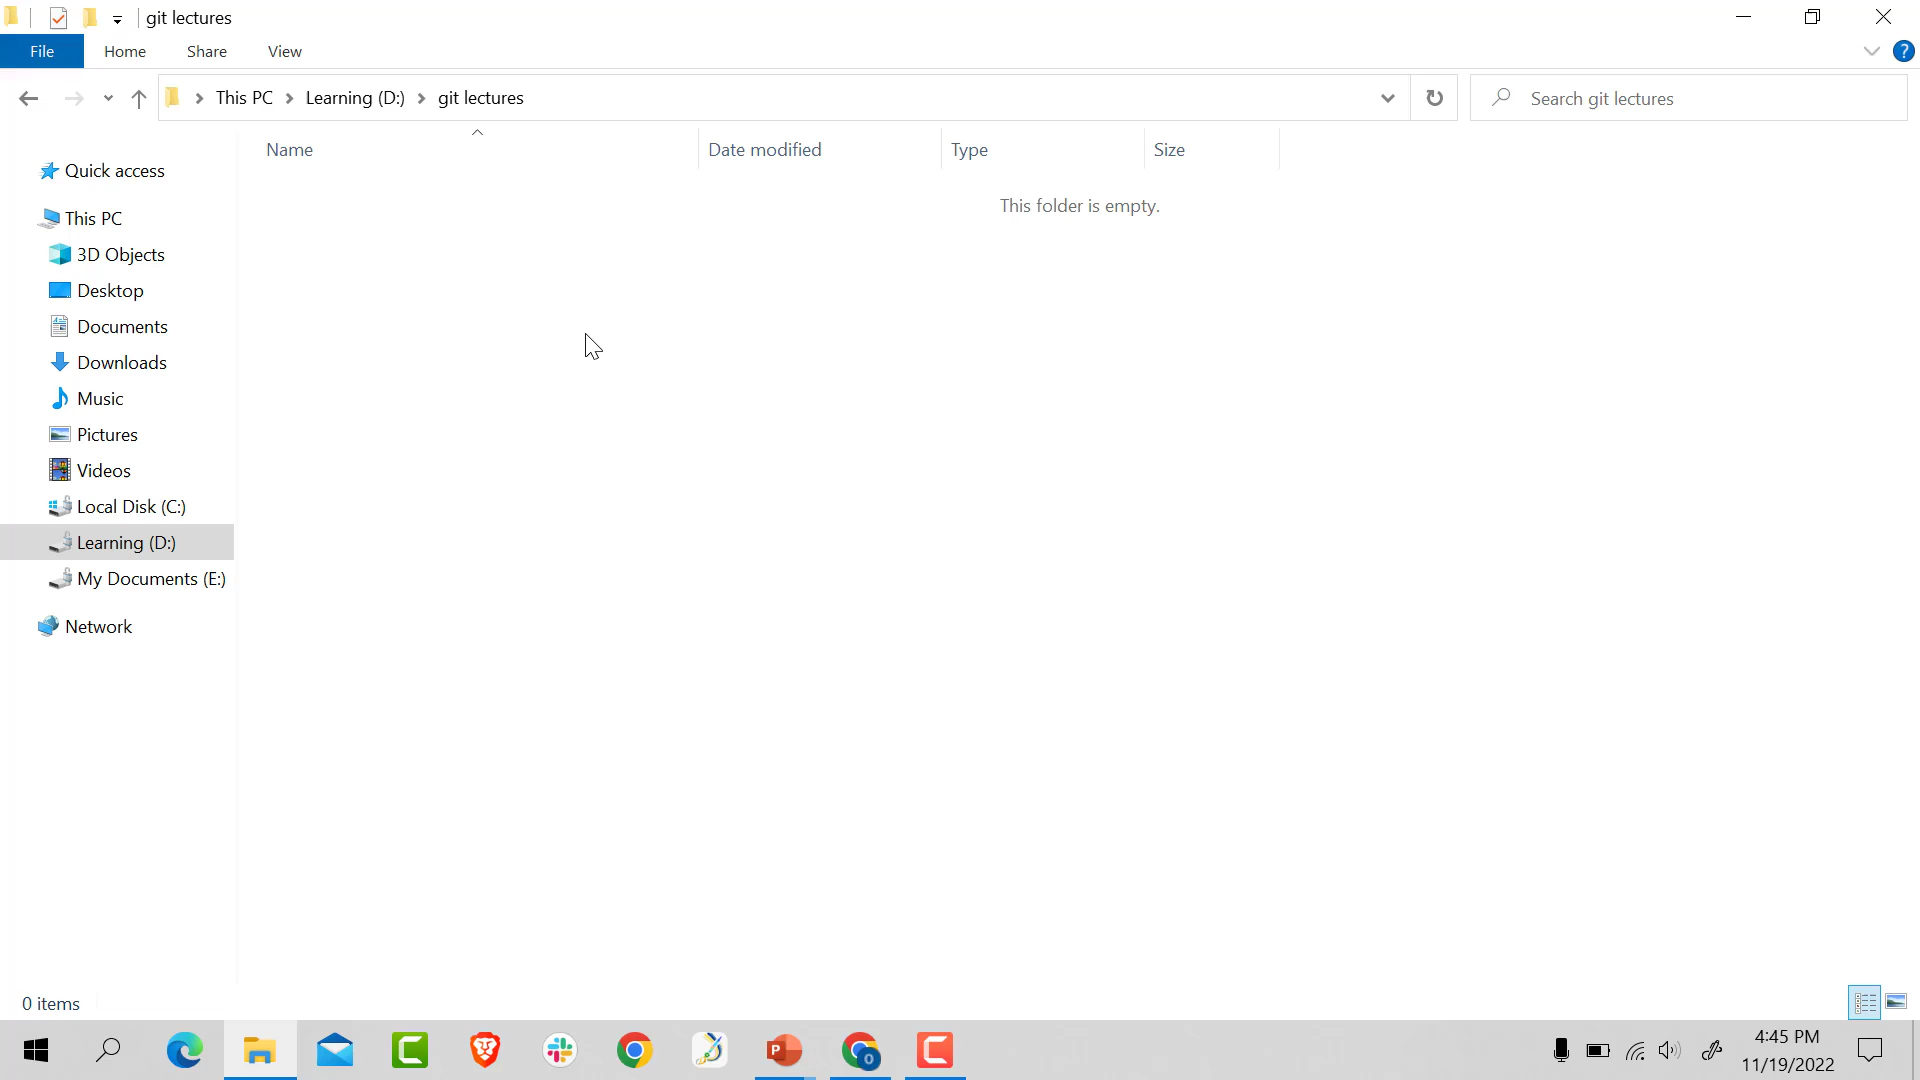 git lectures
File Home Share View
This PC Learning (D:) git lectures
Search git lectures
Name Date modified Type Size
This folder is empty.
Quick access
This PC
3D Objects
Desktop
Documents
Downloads
Music
Pictures
Videos
Local Disk (C:)
Learning (D:)
My Documents (E:)
Network
0 items
4:45 PM
11/19/2022